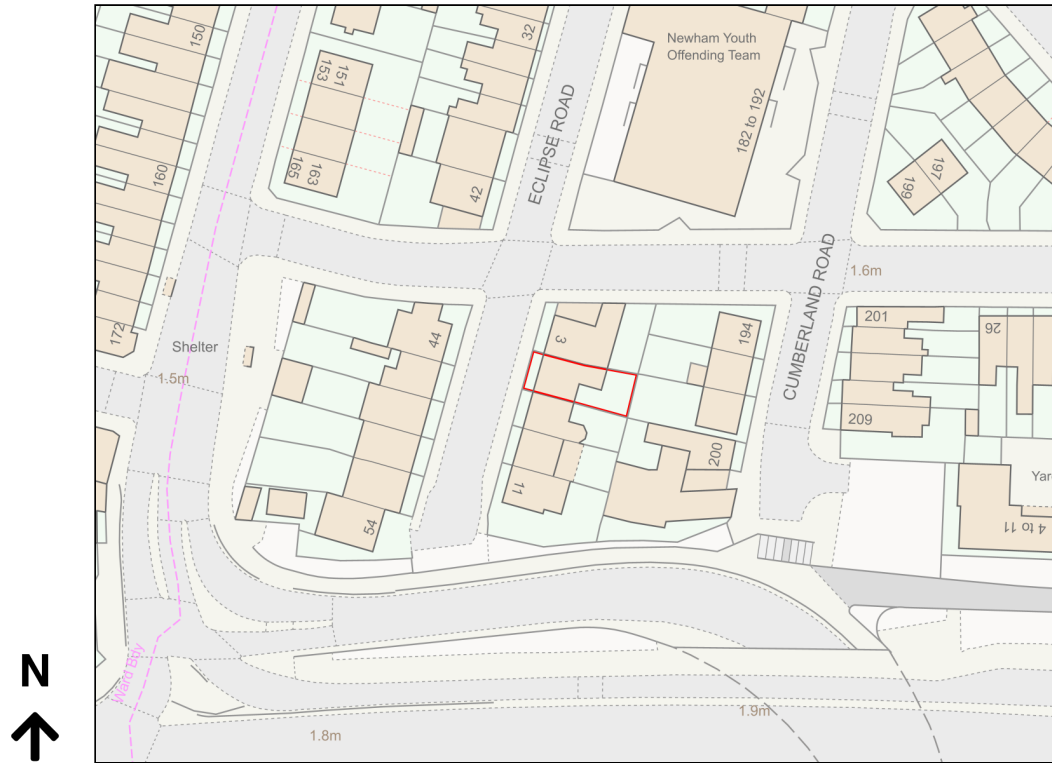 150
153
151
32
Newham Youth
Offending Team
182 to 192
ECLIPSE ROAD
160
165
163
42
197
199
CUMBERLAND ROAD
1.6m
172
Shelter
1.5m
44
3
194
201
26
209
11
200
54
Yar
4 to 11
Ward Bdy
1.9m
1.8m
N